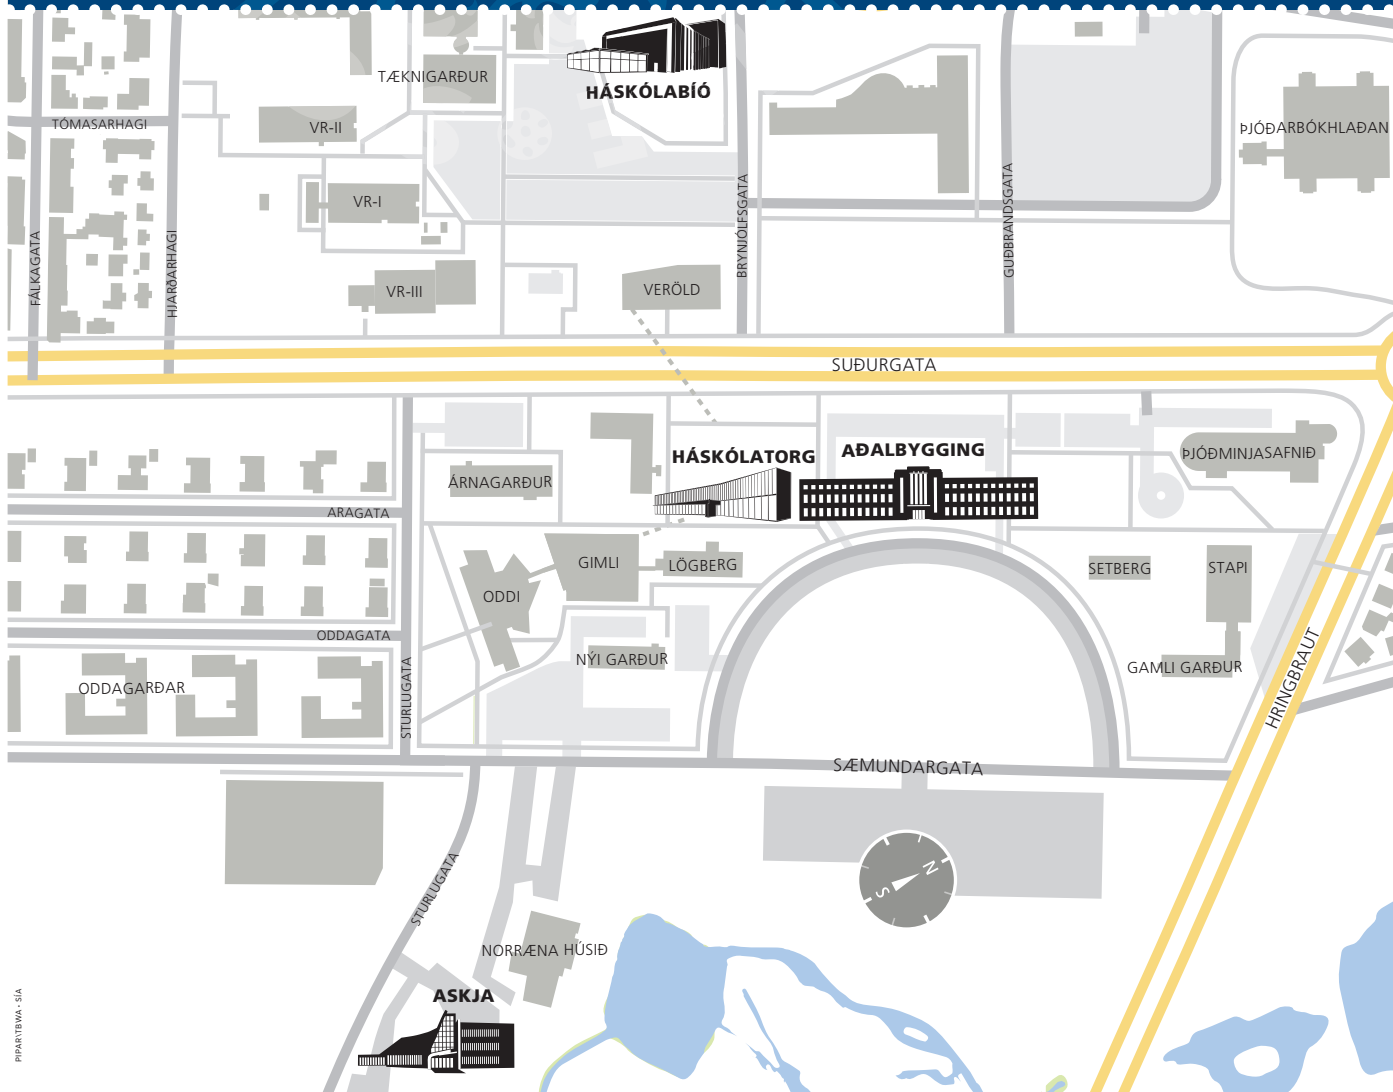 TÆKNIGARÐUR
HÁSKÓLABÍÓ
TÓMASARHAGI
VR-II
ÞJÓÐARBÓKHLAÐAN
VR-I
BRYNJÓLFSGATA
GUÐBRANDSGATA
FÁLKAGATA
HJARÐARHAGI
VR-III
VERÖLD
SUÐURGATA
HÁSKÓLATORG
AÐALBYGGING
ÞJÓÐMINJASAFNIÐ
ÁRNAGARÐUR
ARAGATA
GIMLI
LÖGBERG
SETBERG
STAPI
ODDI
ODDAGATA
NÝI GARÐUR
GAMLI GARÐUR
HRINGBRAUT
ODDAGARÐAR
STURLUGATA
SÆMUNDARGATA
N
S
STURLUGATA
NORRÆNA HÚSIÐ
ASKJA
PIPAR\TBWA · SÍA